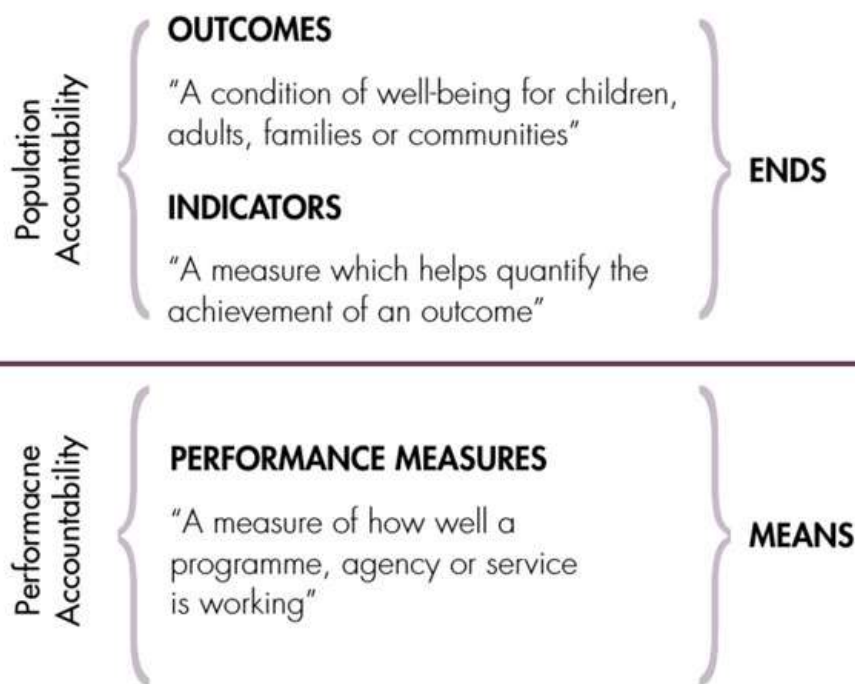 Population
Accountability
OUTCOMES
“A condition of well-being for children,
adults, families or communities”
INDICATORS
“A measure which helps quantify the
achievement of an outcome”
ENDS
Performacne
Accountability
PERFORMANCE MEASURES
“A measure of how well a
programme, agency or service
is working”
MEANS